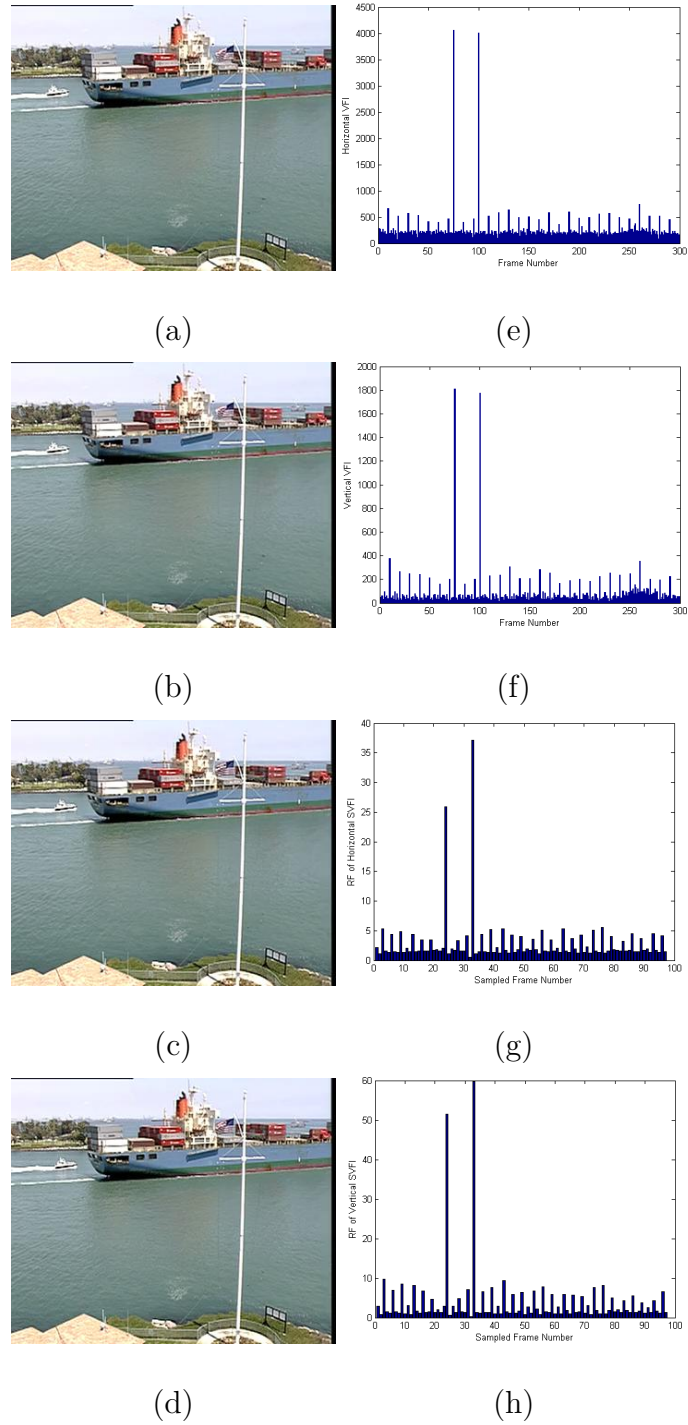 4500
4000
3500
3000
2500
2000
1500
1000
500
0
Horizontal VFI
0 50 100 150 200 250 300
Frame Number
(a) (e)
2000
1800
1600
1400
1200
1000
800
600
400
200
0
Vertical VFI
0 50 100 150 200 250 300
Frame Number
(b) (f)
40
35
30
25
20
15
10
5
0
RF of Horizontal SVFI
0 10 20 30 40 50 60 70 80 90 100
Sampled Frame Number
(c) (g)
60
50
40
30
20
10
0
RF of Vertical SVFI
0 10 20 30 40 50 60 70 80 90 100
Sampled Frame Number
(d) (h)